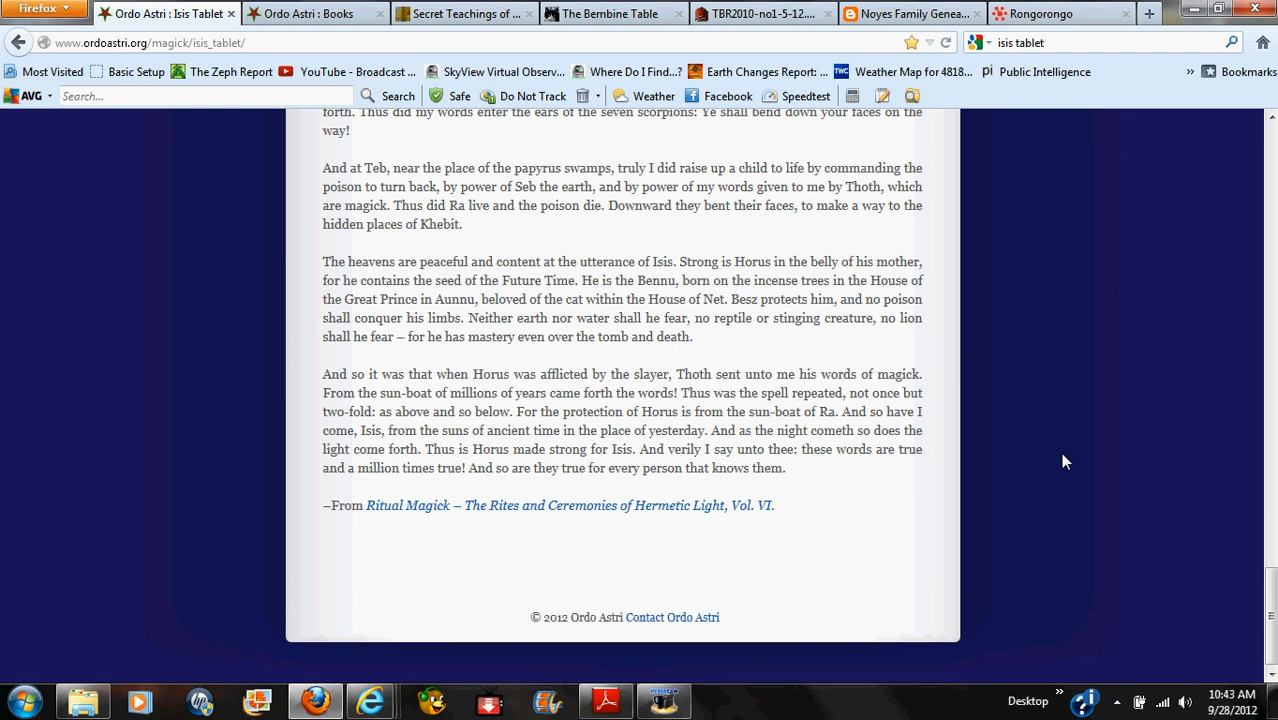 Firefox
Ordo Astri : Isis Tablet
Ordo Astri : Books
Secret Teachings of ...
The Bembine Table
TBR2010-no1-5-12....
Noyes Family Genea...
Rongorongo
www.ordoastri.org/magick/isis_tablet/
isis tablet
Most Visited
Basic Setup
The Zeph Report
YouTube - Broadcast ...
SkyView Virtual Observ...
Where Do I Find...?
Earth Changes Report: ...
TWC
Weather Map for 4818...
pi
Public Intelligence
»
Bookmarks
AVG
Search...
Search
Safe
Do Not Track
Weather
Facebook
Speedtest
forth. Thus did my words enter the ears of the seven scorpions: Ye shall bend down your faces on the
way!
And at Teb, near the place of the papyrus swamps, truly I did raise up a child to life by commanding the
poison to turn back, by power of Seb the earth, and by power of my words given to me by Thoth, which
are magick. Thus did Ra live and the poison die. Downward they bent their faces, to make a way to the
hidden places of Khebit.
The heavens are peaceful and content at the utterance of Isis. Strong is Horus in the belly of his mother,
for he contains the seed of the Future Time. He is the Bennu, born on the incense trees in the House of
the Great Prince in Aunnu, beloved of the cat within the House of Net. Besz protects him, and no poison
shall conquer his limbs. Neither earth nor water shall he fear, no reptile or stinging creature, no lion
shall he fear – for he has mastery even over the tomb and death.
And so it was that when Horus was afflicted by the slayer, Thoth sent unto me his words of magick.
From the sun-boat of millions of years came forth the words! Thus was the spell repeated, not once but
two-fold: as above and so below. For the protection of Horus is from the sun-boat of Ra. And so have I
come, Isis, from the suns of ancient time in the place of yesterday. And as the night cometh so does the
light come forth. Thus is Horus made strong for Isis. And verily I say unto thee: these words are true
and a million times true! And so are they true for every person that knows them.
–From Ritual Magick – The Rites and Ceremonies of Hermetic Light, Vol. VI.
© 2012 Ordo Astri Contact Ordo Astri
Desktop
»
10:43 AM
9/28/2012